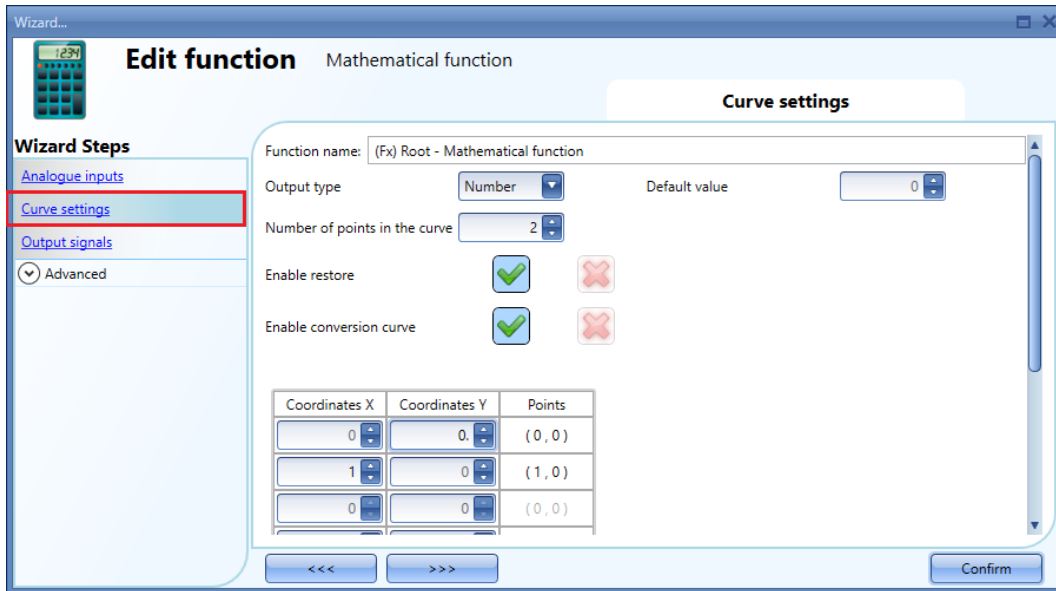 Wizard...
1234
Edit function Mathematical function
Curve settings
Wizard Steps
Analogue inputs
Curve settings
Output signals
Advanced
Function name: (Fx) Root - Mathematical function
Output type Number Default value 0
Number of points in the curve 2
Enable restore
Enable conversion curve
Coordinates X Coordinates Y Points
0 0. (0,0)
1 0 (1,0)
0 0 (0,0)
<<< >>> Confirm